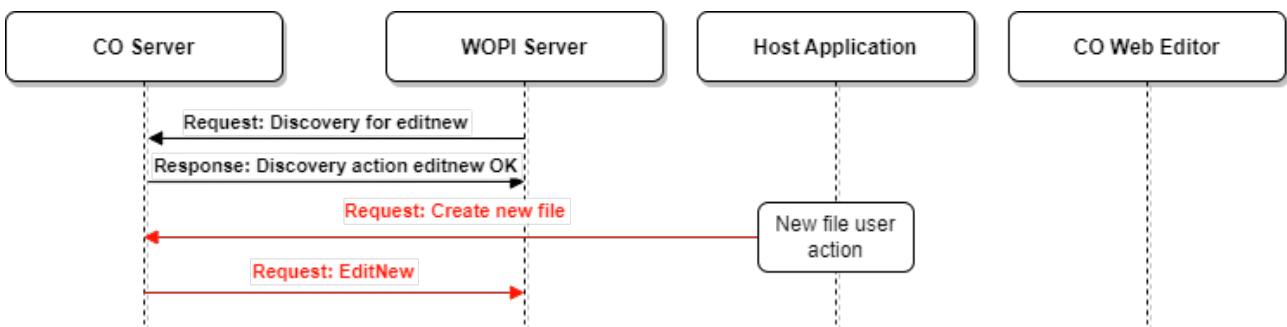 CO Server
WOPI Server
Host Application
CO Web Editor
Request: Discovery for editnew
Response: Discovery action editnew OK
Request: Create new file
New file user
action
Request: EditNew